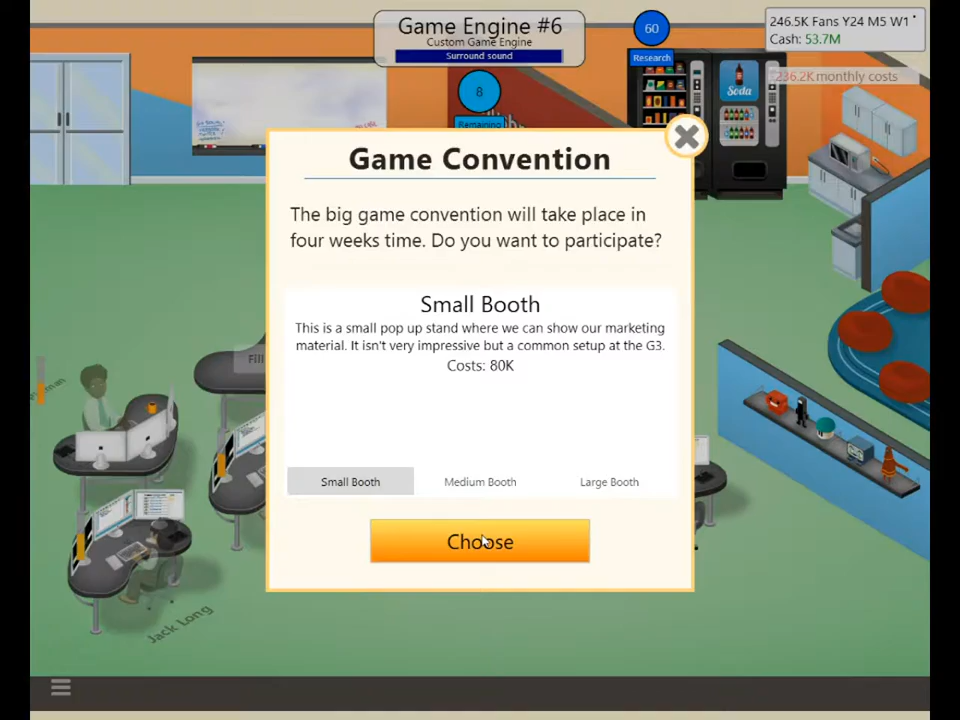 Game Engine #6
Custom Game Engine
Surround sound
8
Remaining
60
Research
246.5K Fans Y24 M5 W1
Cash: 53.7M
236.2K monthly costs
Soda
Game Convention
The big game convention will take place in
four weeks time. Do you want to participate?
Small Booth
This is a small pop up stand where we can show our marketing
material. It isn't very impressive but a common setup at the G3.
Costs: 80K
Small Booth
Medium Booth
Large Booth
Choose
Jack Long